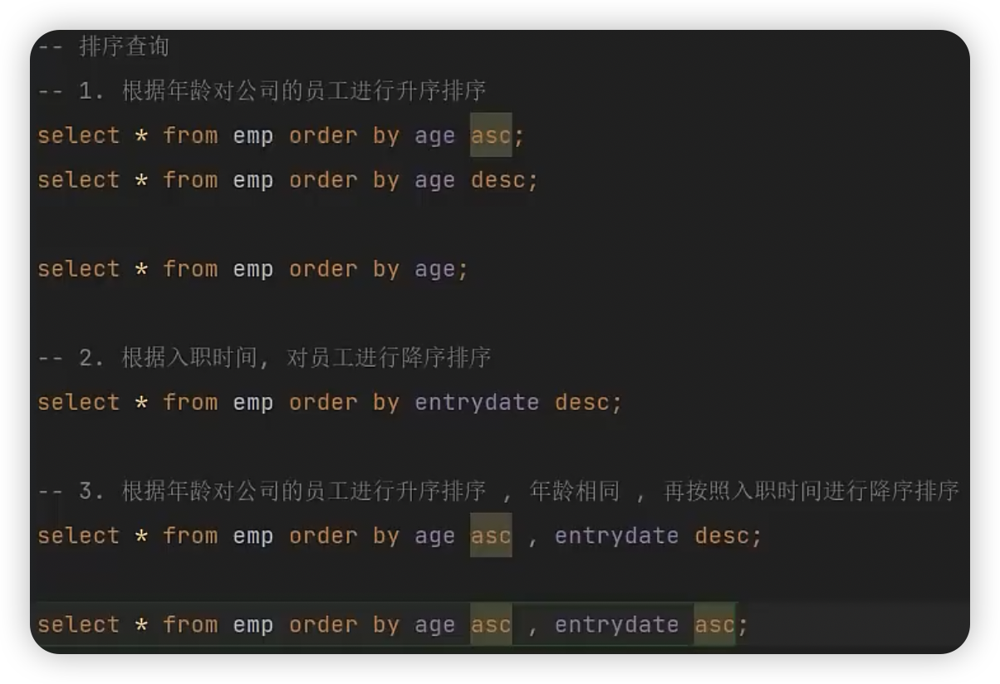 -- 排序查询
-- 1. 根据年龄对公司的员工进行升序排序
select * from emp order by age asc;
select * from emp order by age desc;
select * from emp order by age;
-- 2. 根据入职时间, 对员工进行降序排序
select * from emp order by entrydate desc;
-- 3. 根据年龄对公司的员工进行升序排序 , 年龄相同 , 再按照入职时间进行降序排序
select * from emp order by age asc , entrydate desc;
select * from emp order by age asc , entrydate asc;